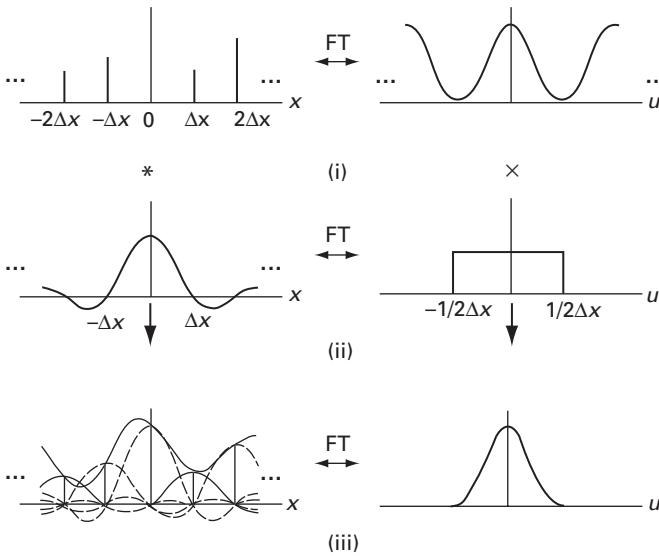 FT
... ... x ... ... u
−2Δx −Δx 0 Δx 2Δx
* (i) ×
FT
... ... x u
−Δx Δx −1/2Δx 1/2Δx
(ii)
FT
... ... x u
(iii)